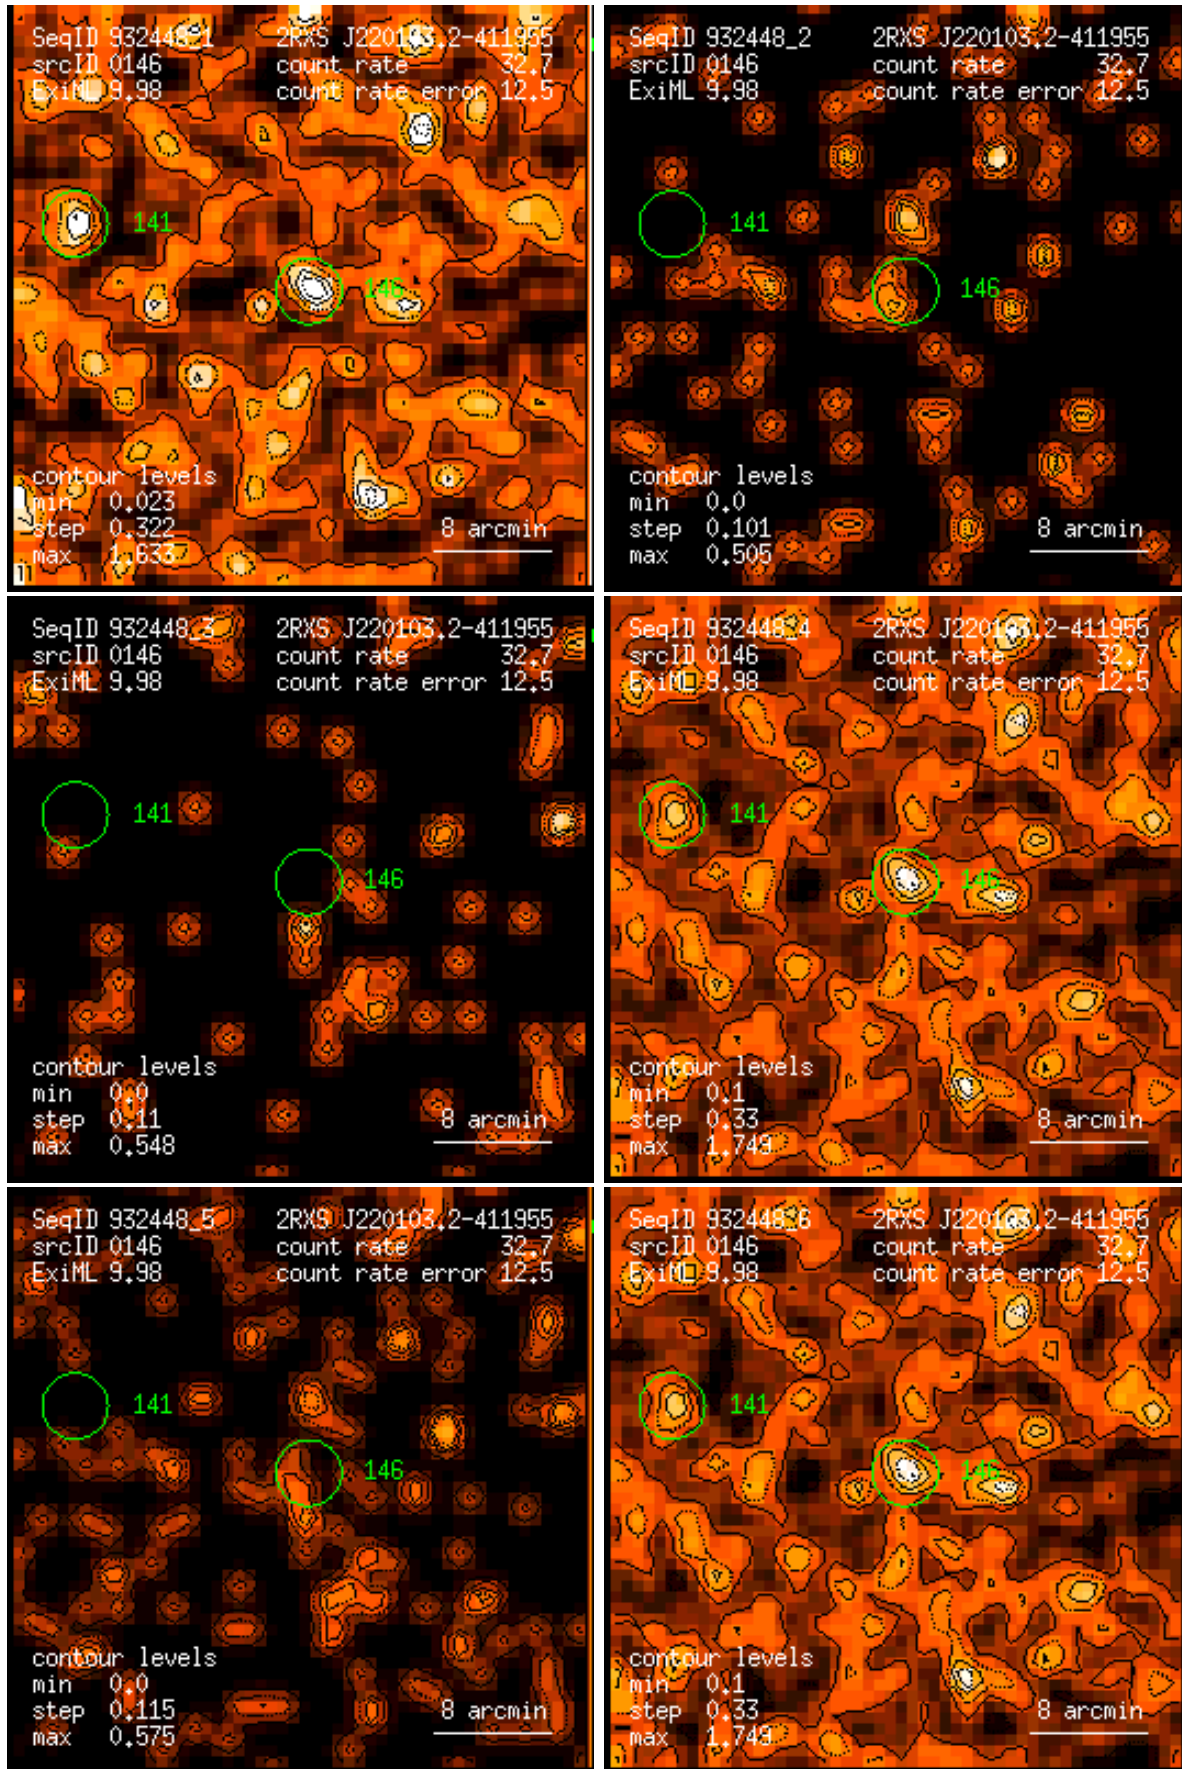 SeqID 932448_1 2RXS J220103.2-411955
srcID 0146 count rate 32.7
ExiML 9.98 count rate error 12.5
141
146
contour levels
min 0.023
step 0.322 8 arcmin
max 1.633
SeqID 932448_2 2RXS J220103.2-411955
srcID 0146 count rate 32.7
ExiML 9.98 count rate error 12.5
141
146
contour levels
min 0.0
step 0.101 8 arcmin
max 0.505
SeqID 932448_3 2RXS J220103.2-411955
srcID 0146 count rate 32.7
ExiML 9.98 count rate error 12.5
141
146
contour levels
min 0.0
step 0.11 8 arcmin
max 0.548
SeqID 932448_4 2RXS J220103.2-411955
srcID 0146 count rate 32.7
ExiML 9.98 count rate error 12.5
141
146
contour levels
min 0.1
step 0.33 8 arcmin
max 1.749
SeqID 932448_5 2RXS J220103.2-411955
srcID 0146 count rate 32.7
ExiML 9.98 count rate error 12.5
141
146
contour levels
min 0.0
step 0.115 8 arcmin
max 0.575
SeqID 932448_6 2RXS J220103.2-411955
srcID 0146 count rate 32.7
ExiML 9.98 count rate error 12.5
141
146
contour levels
min 0.1
step 0.33 8 arcmin
max 1.749